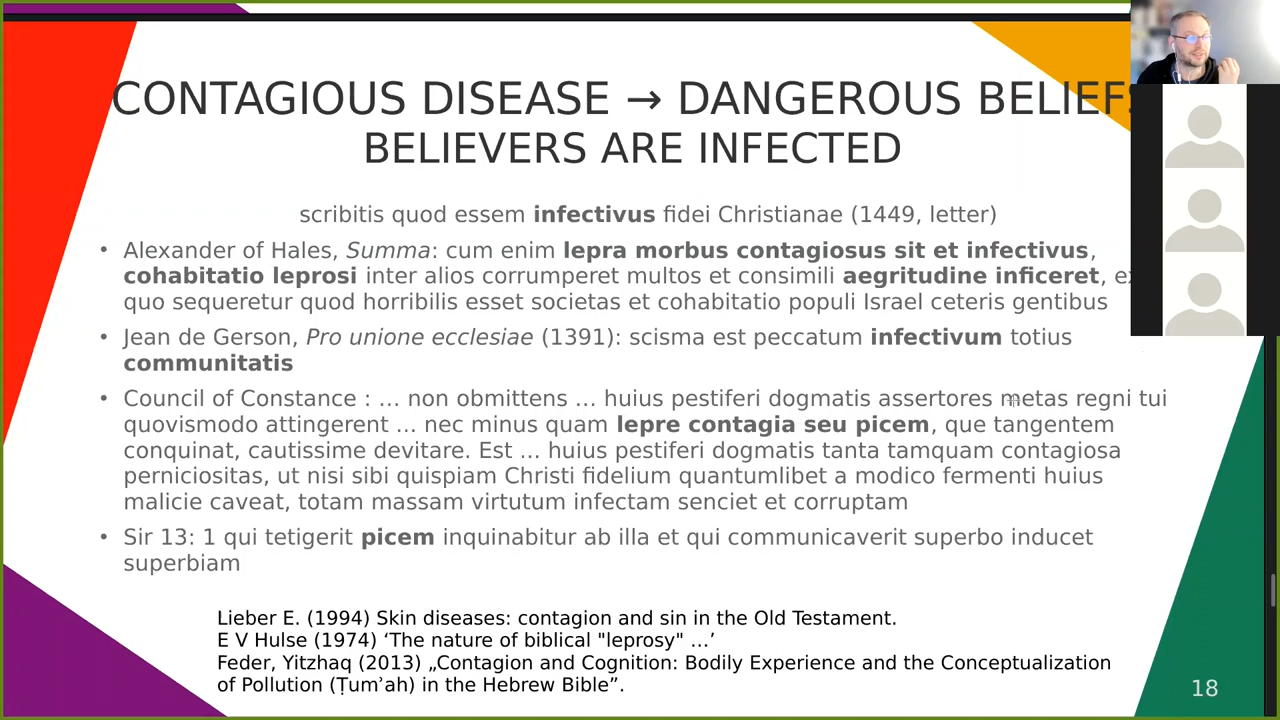 CONTAGIOUS DISEASE → DANGEROUS BELIEFS
BELIEVERS ARE INFECTED
scribitis quod essem infectivus fidei Christianae (1449, letter)
• Alexander of Hales, Summa: cum enim lepra morbus contagiosus sit et infectivus,
cohabitatio leprosi inter alios corrumperet multos et consimili aegritudine inficeret, ex
quo sequeretur quod horribilis esset societas et cohabitatio populi Israel ceteris gentibus
• Jean de Gerson, Pro unione ecclesiae (1391): scisma est peccatum infectivum totius
communitatis
• Council of Constance : … non obmittens … huius pestiferi dogmatis assertores metas regni tui
quovismodo attingerent … nec minus quam lepre contagia seu picem, que tangentem
conquinat, cautissime devitare. Est … huius pestiferi dogmatis tanta tamquam contagiosa
perniciositas, ut nisi sibi quispiam Christi fidelium quantumlibet a modico fermenti huius
malicie caveat, totam massam virtutum infectam senciet et corruptam
• Sir 13: 1 qui tetigerit picem inquinabitur ab illa et qui communicaverit superbo inducet
superbiam
Lieber E. (1994) Skin diseases: contagion and sin in the Old Testament.
E V Hulse (1974) ‘The nature of biblical "leprosy" …’
Feder, Yitzhaq (2013) „Contagion and Cognition: Bodily Experience and the Conceptualization
of Pollution (Ṭumʾah) in the Hebrew Bible”.
18